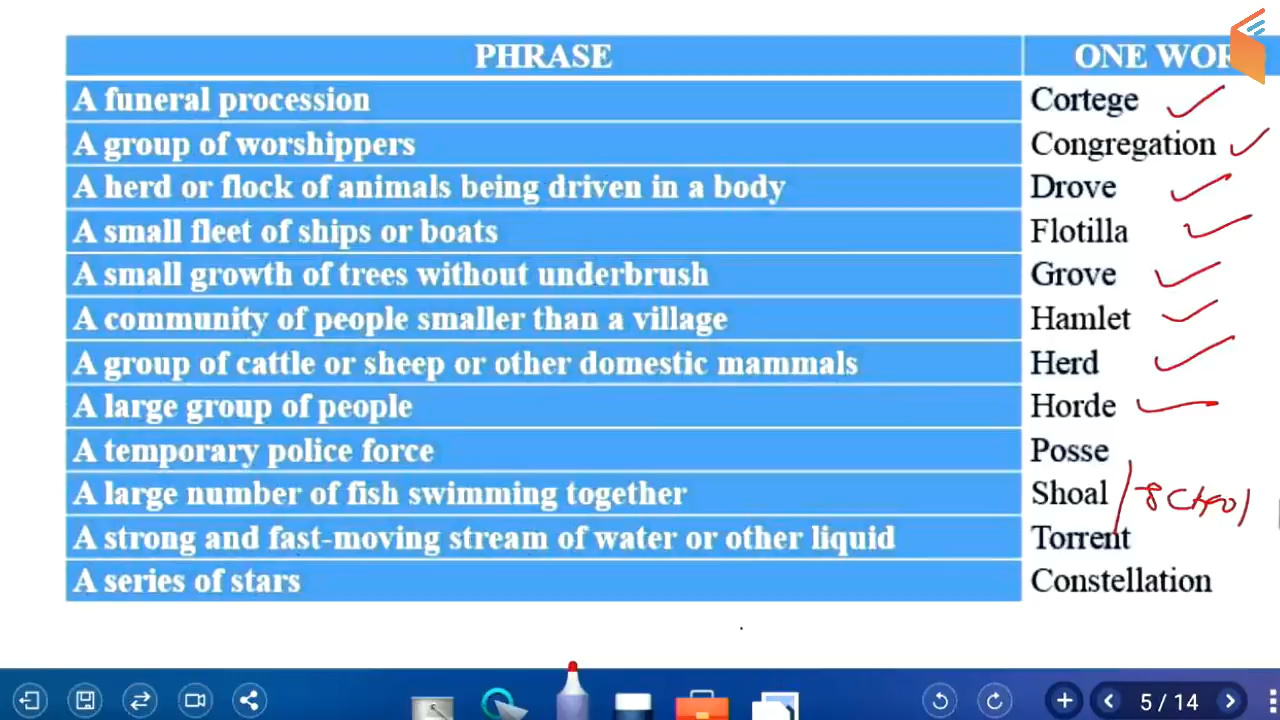 PHRASE ONE WOR
A funeral procession Cortege
A group of worshippers Congregation
A herd or flock of animals being driven in a body Drove
A small fleet of ships or boats Flotilla
A small growth of trees without underbrush Grove
A community of people smaller than a village Hamlet
A group of cattle or sheep or other domestic mammals Herd
A large group of people Horde
A temporary police force Posse
A large number of fish swimming together Shoal / School
A strong and fast-moving stream of water or other liquid Torrent
A series of stars Constellation
5 / 14